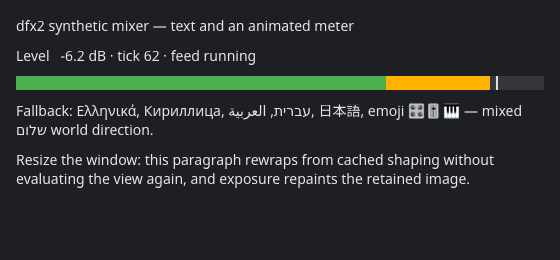 dfx2 synthetic mixer — text and an animated meter
Level -6.2 dB · tick 62 · feed running
Fallback: Ελληνικά, Кириллица, עברית, العربية, 日本語, emoji 🎛️🎚️🎹 — mixed
שלום world direction.
Resize the window: this paragraph rewraps from cached shaping without
evaluating the view again, and exposure repaints the retained image.